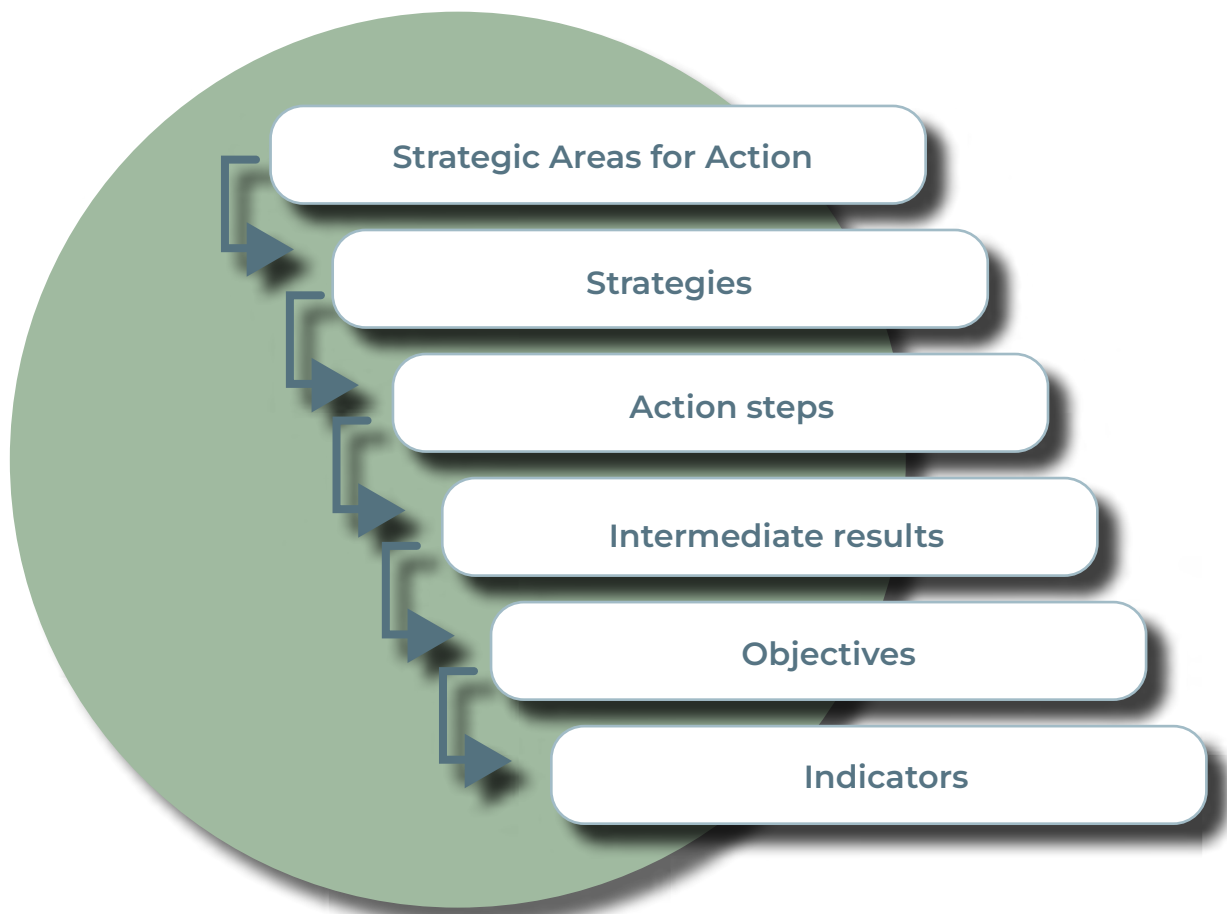 Strategic Areas for Action
Strategies
Action steps
Intermediate results
Objectives
Indicators